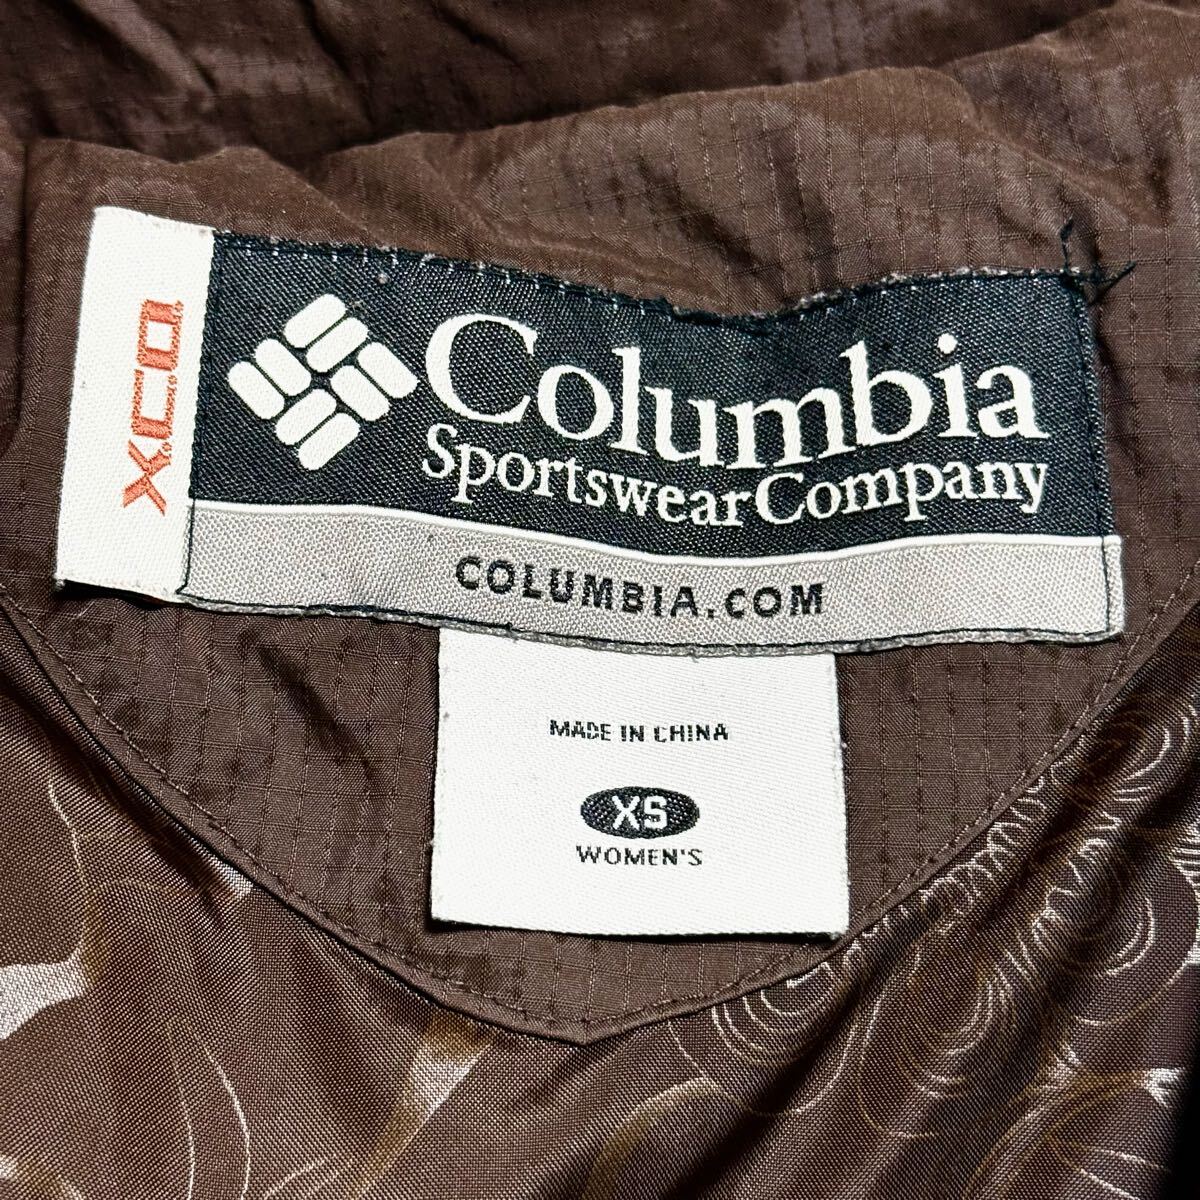 X.C.O.
Columbia
Sportswear Company
COLUMBIA.COM
MADE IN CHINA
XS
WOMEN'S